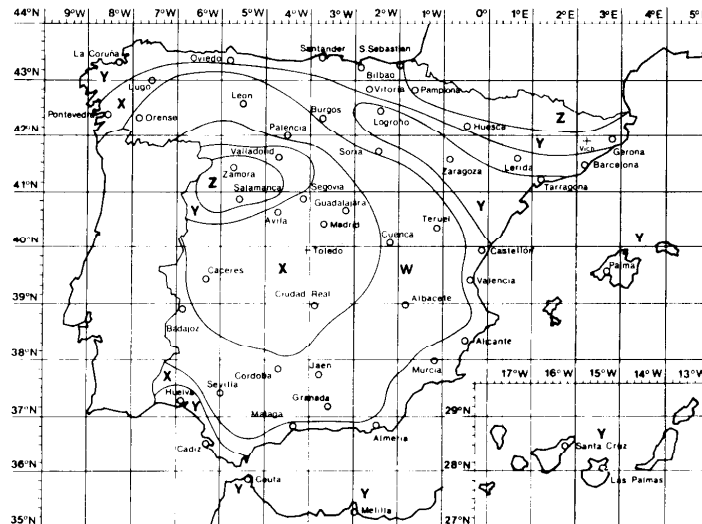 44°N 9°W 8°W 7°W 6°W 5°W 4°W 3°W 2°W 1°W 0° 1°E 2°E 3°E 4°E 5°
La Coruña Oviedo Santander S Sebastien
43°N Y Lugo Bilbao
Leon Vitoria Pamplona
X Burgos Z
Pontevedra Orense Logroño Huesca
42°N Palencia Y Vich
Valladolid Soria Gerona
Zamora Zaragoza Lerida Barcelona
41°N Z Salamanca Segovia Tarragona
Y Guadalajara Y
Avila Madrid Teruel
40°N Toledo Cuenca Castellon Y
Caceres X W Palma
Valencia
39°N Ciudad Real Albacete
Badajoz
38°N Alicante
Jaen 17°W 16°W 15°W 14°W 13°W
X Cordoba Murcia
Sevilla
37°N Huelva Y Granada 29°N
Malaga Y
Almeria Santa Cruz
36°N Cadiz 28°N
Ceuta Las Palmas
Y Y
35°N Melilla 27°N